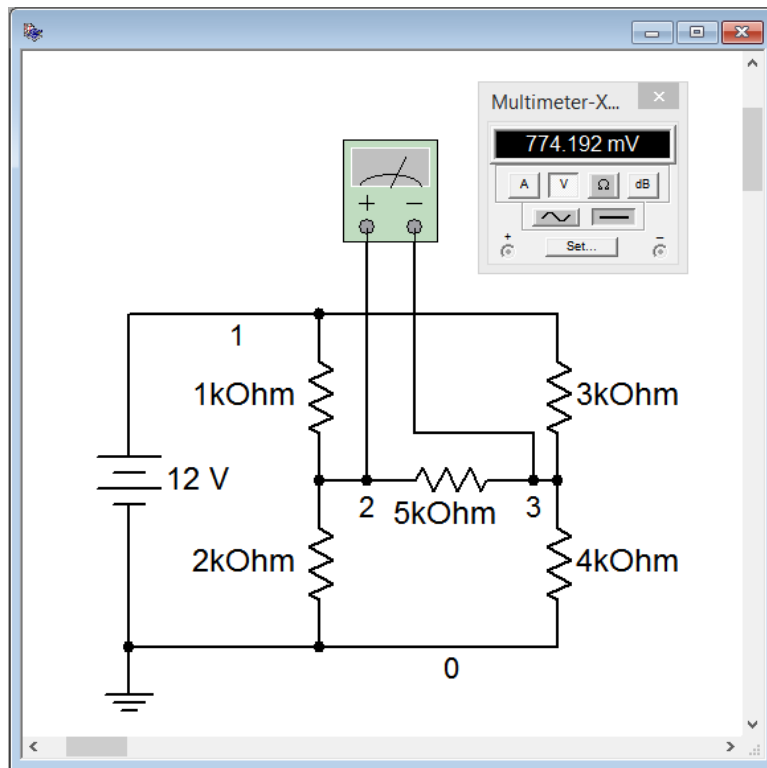 Multimeter-X...
774.192 mV
A V Ω dB
+ −
Set...
+ −
1
1kOhm 3kOhm
12 V
2 5kOhm 3
2kOhm 4kOhm
0